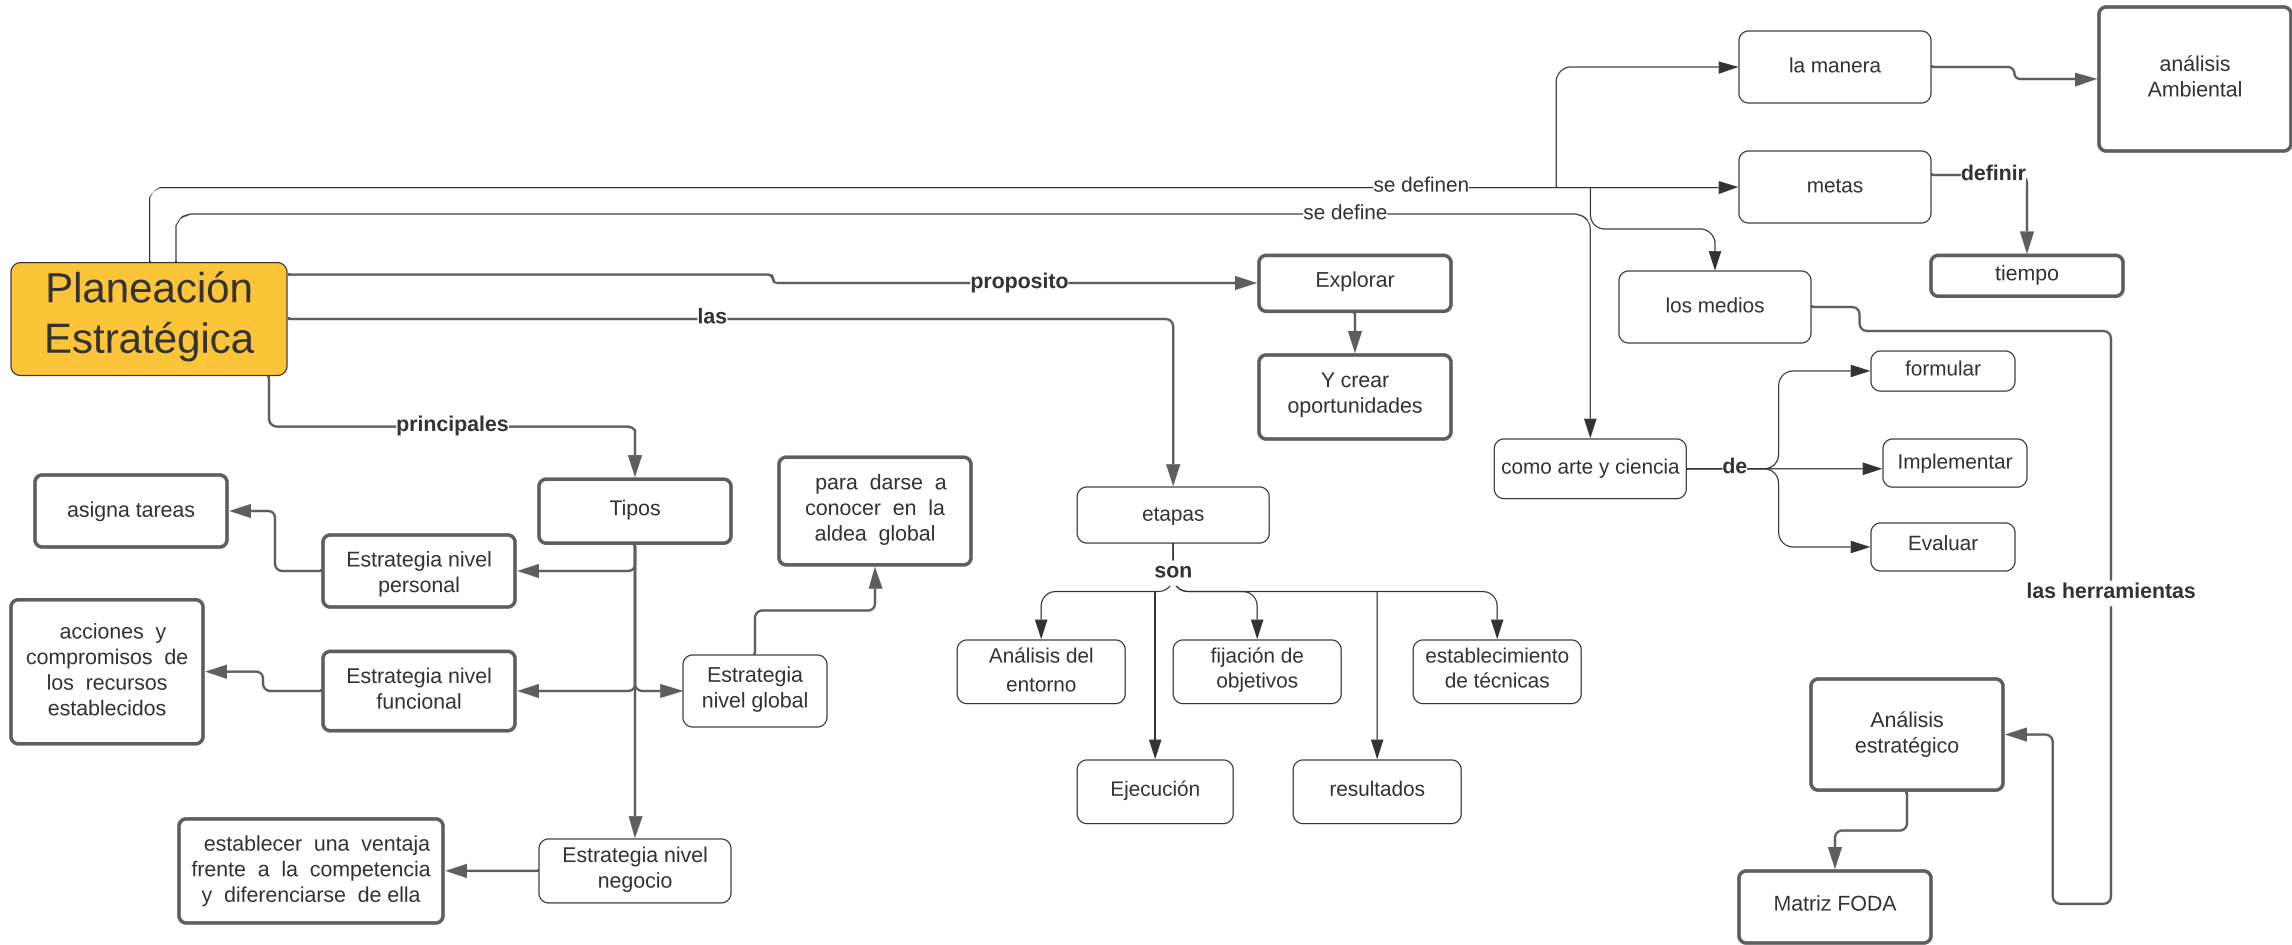 la manera
análisis
Ambiental
se definen
metas
definir
se define
Planeación
Estratégica
proposito
Explorar
los medios
tiempo
las
Y crear
oportunidades
formular
principales
como arte y ciencia
de
Implementar
Evaluar
asigna tareas
Tipos
para darse a
conocer en la
aldea global
etapas
son
las herramientas
Estrategia nivel
personal
acciones y
compromisos de
los recursos
establecidos
Estrategia nivel
funcional
Estrategia
nivel global
Análisis del
entorno
fijación de
objetivos
establecimiento
de técnicas
Análisis
estratégico
Ejecución
resultados
establecer una ventaja
frente a la competencia
y diferenciarse de ella
Estrategia nivel
negocio
Matriz FODA